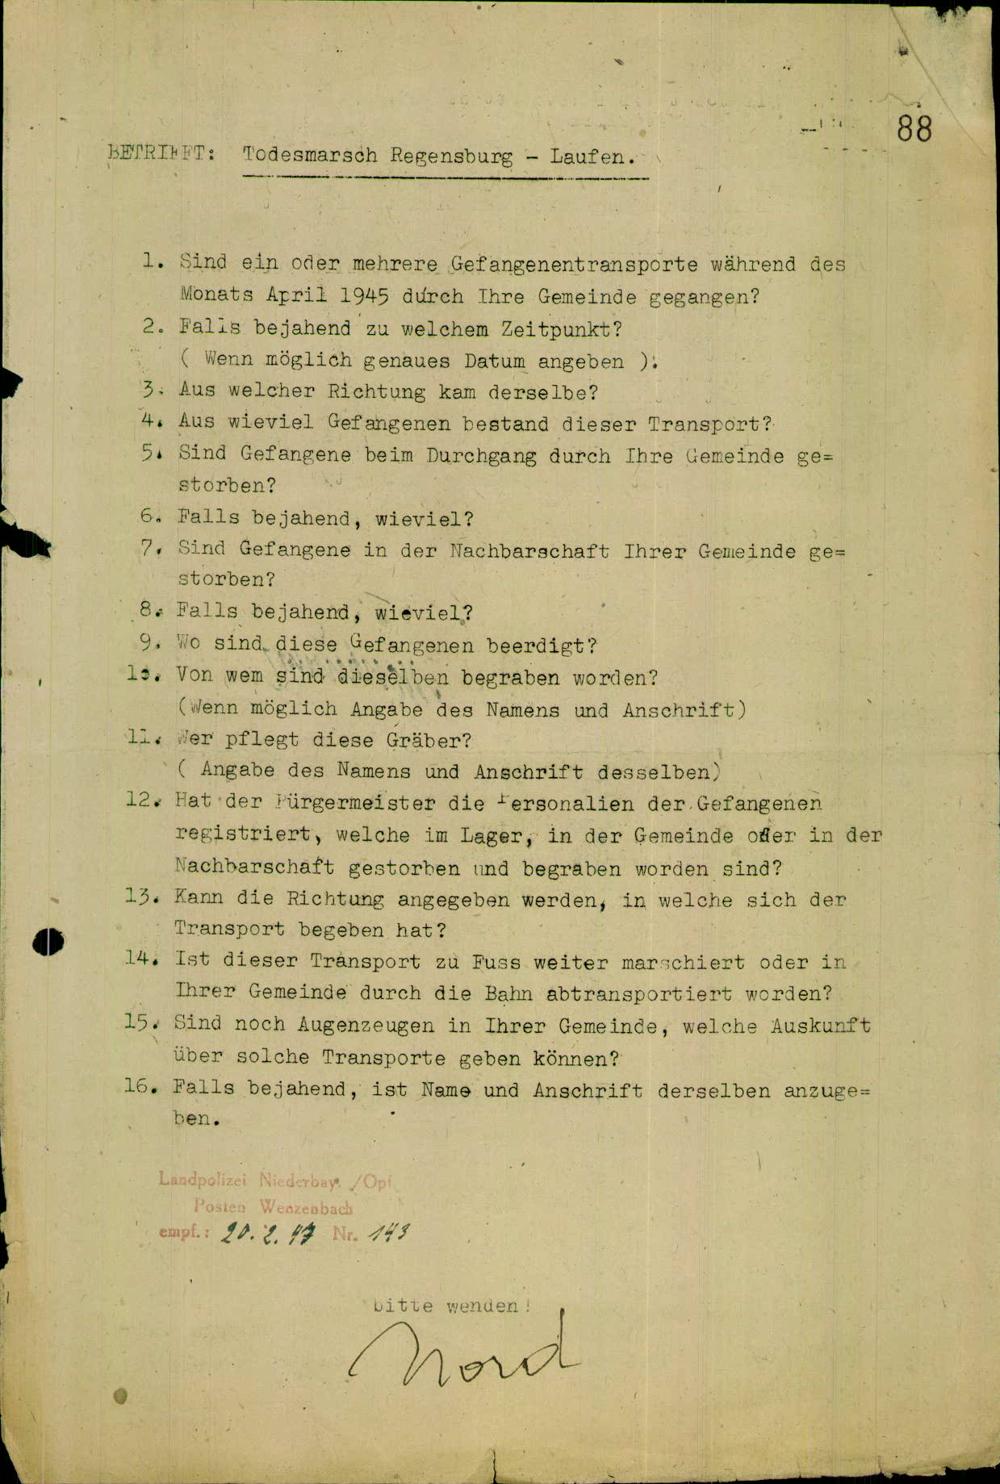 88
BETRIFFT: Todesmarsch Regensburg - Laufen.
1. Sind ein oder mehrere Gefangenentransporte während des
Monats April 1945 durch Ihre Gemeinde gegangen?
2. Falls bejahend zu welchem Zeitpunkt?
( Wenn möglich genaues Datum angeben ).
3. Aus welcher Richtung kam derselbe?
4. Aus wieviel Gefangenen bestand dieser Transport?
5. Sind Gefangene beim Durchgang durch Ihre Gemeinde ge=
storben?
6. Falls bejahend, wieviel?
7. Sind Gefangene in der Nachbarschaft Ihrer Gemeinde ge=
storben?
8. Falls bejahend, wieviel?
9. Wo sind diese Gefangenen beerdigt?
1o. Von wem sind dieselben begraben worden?
(Wenn möglich Angabe des Namens und Anschrift)
11. Wer pflegt diese Gräber?
( Angabe des Namens und Anschrift desselben)
12. Hat der Bürgermeister die Personalien der Gefangenen
registriert, welche im Lager, in der Gemeinde oder in der
Nachbarschaft gestorben und begraben worden sind?
13. Kann die Richtung angegeben werden, in welche sich der
Transport begeben hat?
14. Ist dieser Transport zu Fuss weiter marschiert oder in
Ihrer Gemeinde durch die Bahn abtransportiert worden?
15. Sind noch Augenzeugen in Ihrer Gemeinde, welche Auskunft
über solche Transporte geben können?
16. Falls bejahend, ist Name und Anschrift derselben anzuge=
ben.
Landpolizei Niederbay. /Opf.
Posten Wenzenbach
empf.: 20. 2. 47 Nr. 143
bitte wenden!
Nord